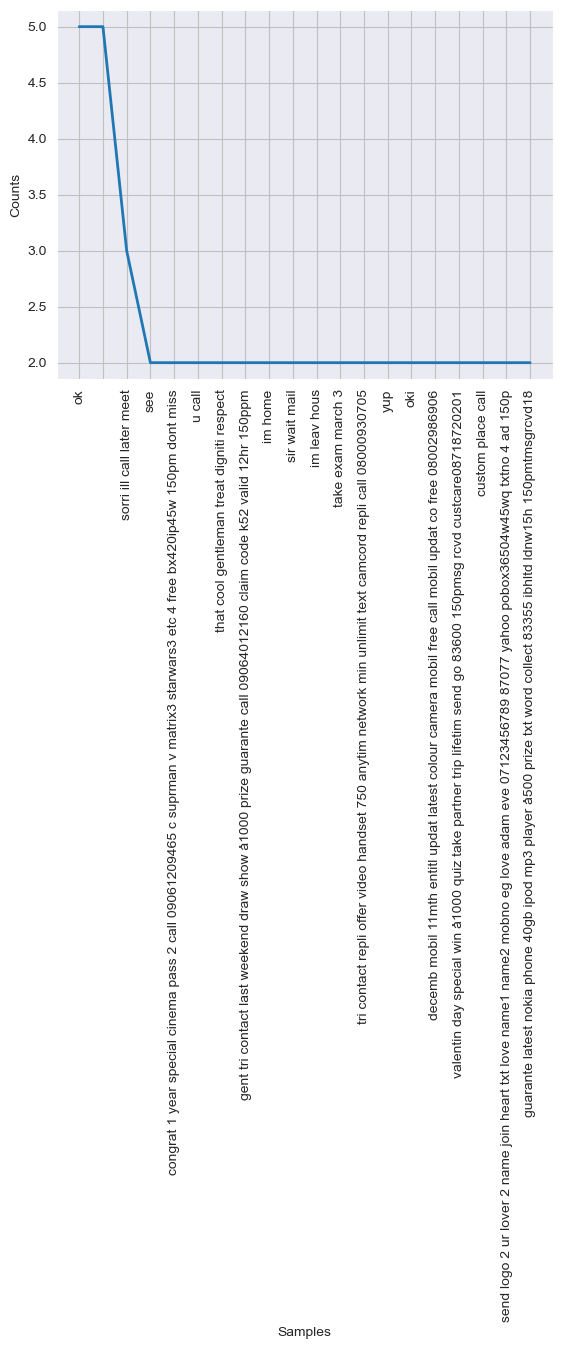 5.0
4.5
4.0
3.5
3.0
2.5
2.0
Counts
ok
sorri ill call later meet
see
congrat 1 year special cinema pass 2 call 09061209465 c suprman v matrix3 starwars3 etc 4 free bx420ip45w 150pm dont miss
u call
that cool gentleman treat digniti respect
gent tri contact last weekend draw show å1000 prize guarante call 09064012160 claim code k52 valid 12hr 150ppm
im home
sir wait mail
im leav hous
take exam march 3
tri contact repli offer video handset 750 anytim network min unlimit text camcord repli call 08000930705
yup
oki
decemb mobil 11mth entitl updat latest colour camera mobil free call mobil updat co free 08002986906
valentin day special win å1000 quiz take partner trip lifetim send go 83600 150pmsg rcvd custcare08718720201
custom place call
send logo 2 ur lover 2 name join heart txt love name1 name2 mobno eg love adam eve 07123456789 87077 yahoo pobox36504w45wq txtno 4 ad 150p
guarante latest nokia phone 40gb ipod mp3 player å500 prize txt word collect 83355 ibhltd ldnw15h 150pmtmsgrcvd18
Samples